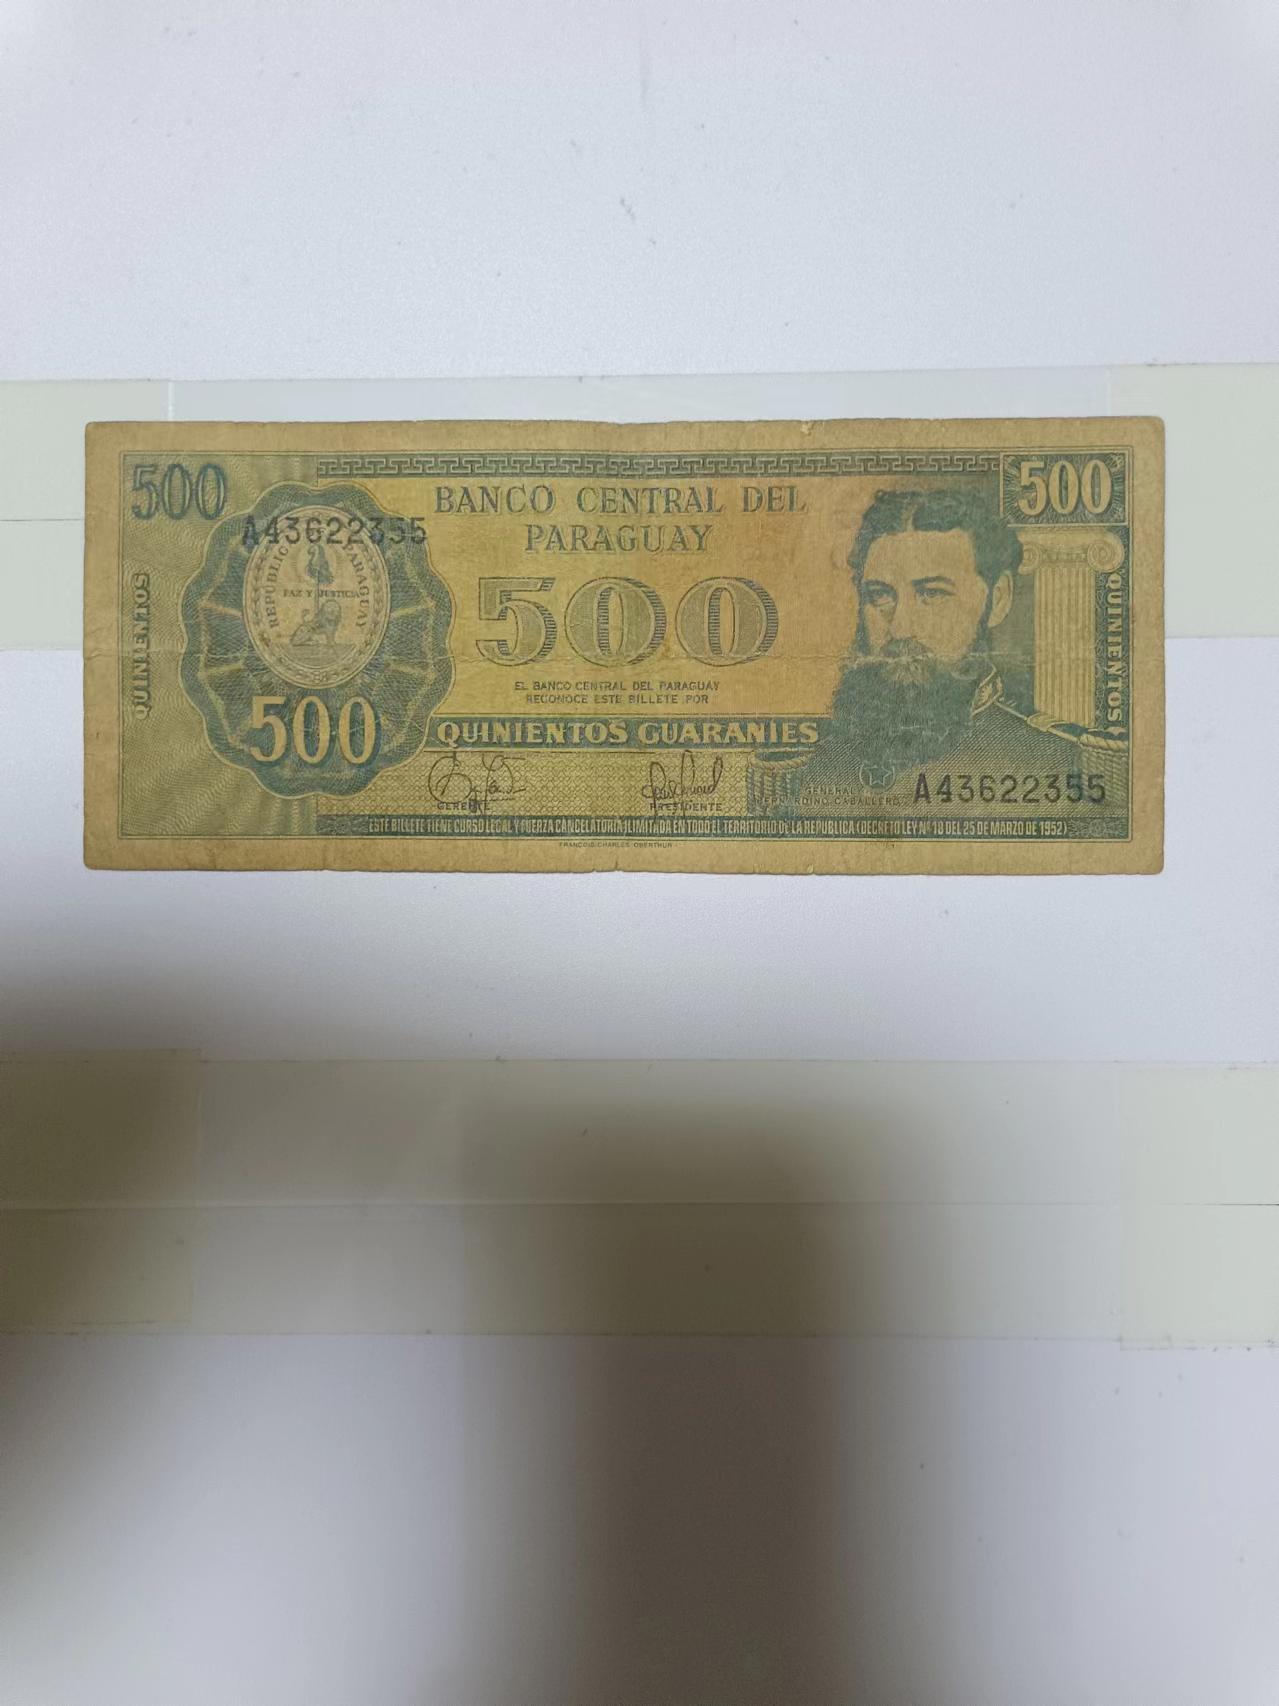 500
500
BANCO CENTRAL DEL
PARAGUAY
A43622355
REPUBLICA PARAGUAY
PAZ Y JUSTICIA
500
QUINIENTOS
QUINIENTOS
EL BANCO CENTRAL DEL PARAGUAY
RECONOCE ESTE BILLETE POR
500
QUINIENTOS GUARANIES
GERENTE
PRESIDENTE
GENERAL
BERNARDINO CABALLERO
A43622355
ESTE BILLETE TIENE CURSO LEGAL Y FUERZA CANCELATORIA ILIMITADA EN TODO EL TERRITORIO DE LA REPUBLICA (DECRETO LEY Nº 18 DEL 25 DE MARZO DE 1952)
FRANCOIS-CHARLES OBERTHUR